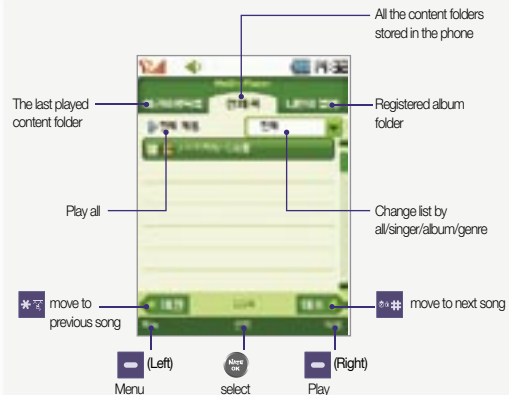 All the content folders
stored in the phone
The last played
content folder
Registered album
folder
Play all
Change list by
all/singer/album/genre
move to
previous song
move to next song
(Left)
(Right)
Menu
select
Play